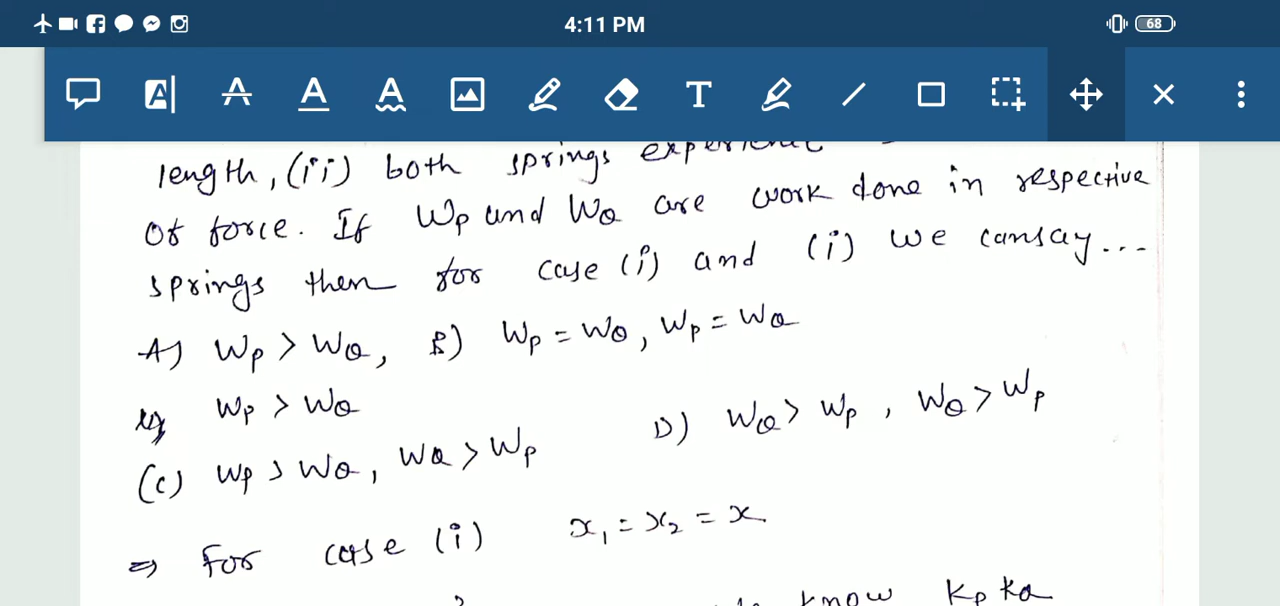 4:11 PM
68
length, (ii) both springs experience
of force. If Wp and WQ are work done in respective
springs then for case (i) and (i) we can say...
A) Wp > WQ, B) Wp = WQ, Wp = WQ
Wp > WQ
(C) Wp > WQ, WQ > Wp D) WQ > Wp, WQ > Wp
⇒ For case (i) x₁ = x₂ = x
know Kp KQ